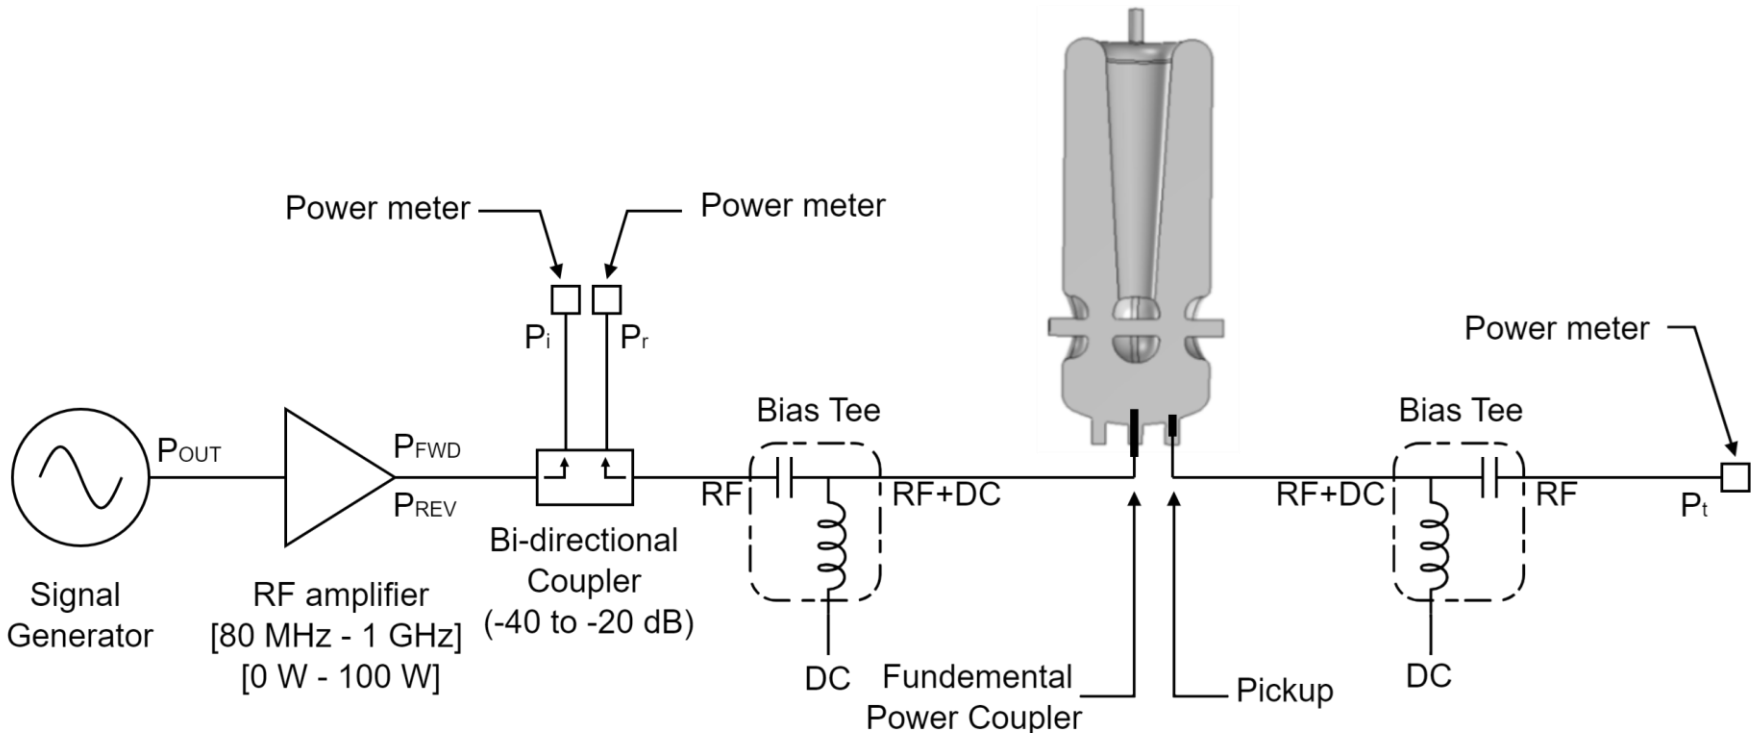 Power meter
Power meter
Pi
Pr
Power meter
Bias Tee
Bias Tee
POUT
PFWD
PREV
RF
RF+DC
RF+DC
RF
Pt
Signal
Generator
RF amplifier
[80 MHz - 1 GHz]
[0 W - 100 W]
Bi-directional
Coupler
(-40 to -20 dB)
DC
Fundemental
Power Coupler
Pickup
DC